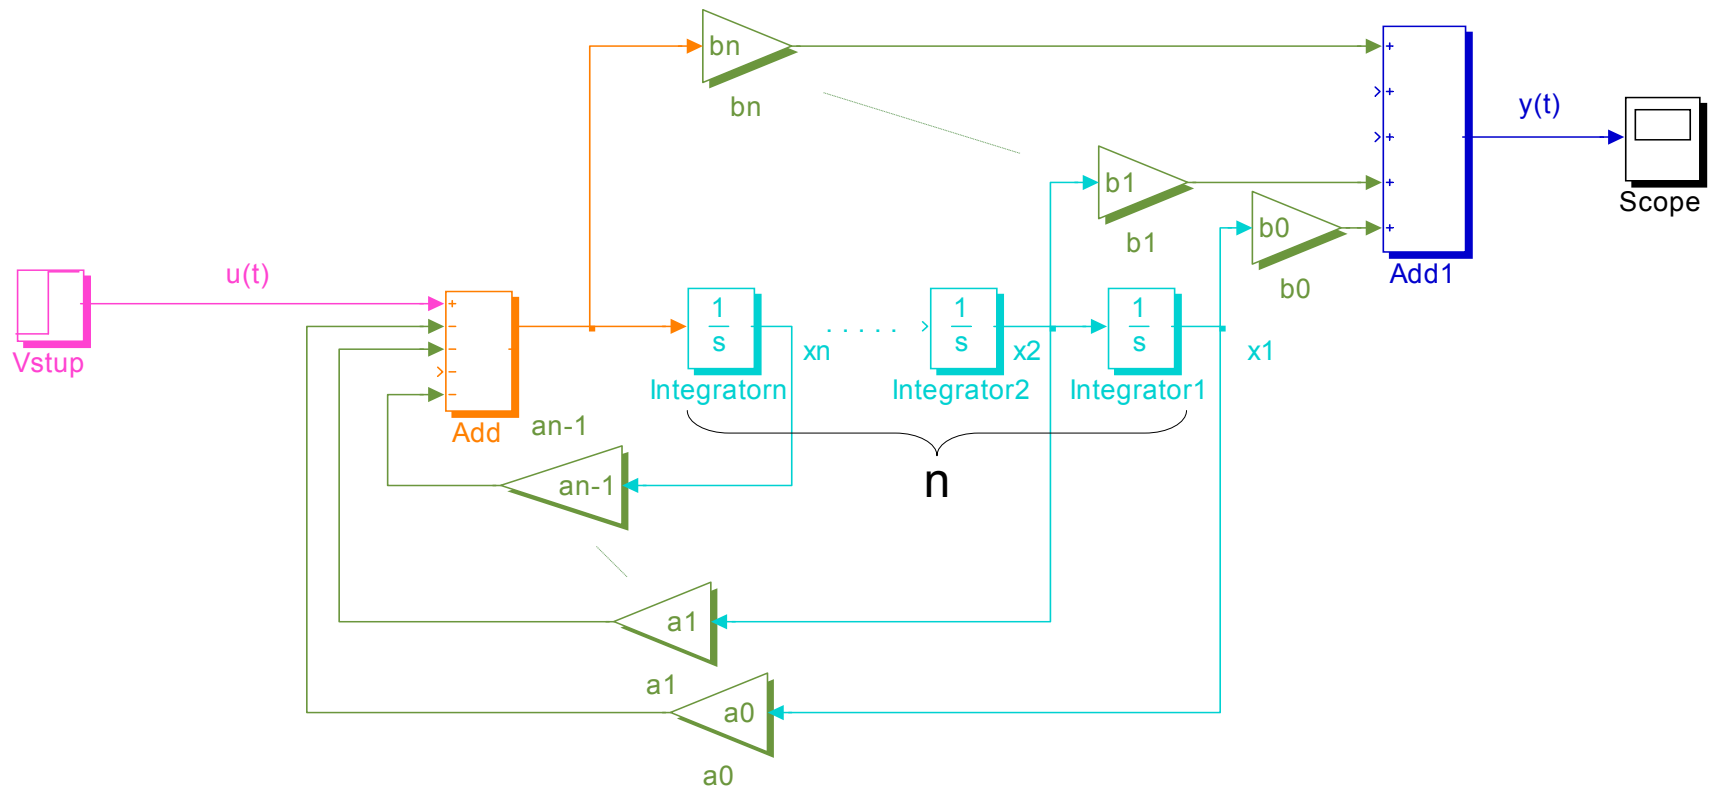 bn
bn
y(t)
b1
Scope
b0
b1
u(t)
Add1
b0
1
s
xn
. . . . .
1
s
x2
1
s
x1
Vstup
Integratorn
Integrator2
Integrator1
Add
an-1
n
an-1
a1
a1
a0
a0